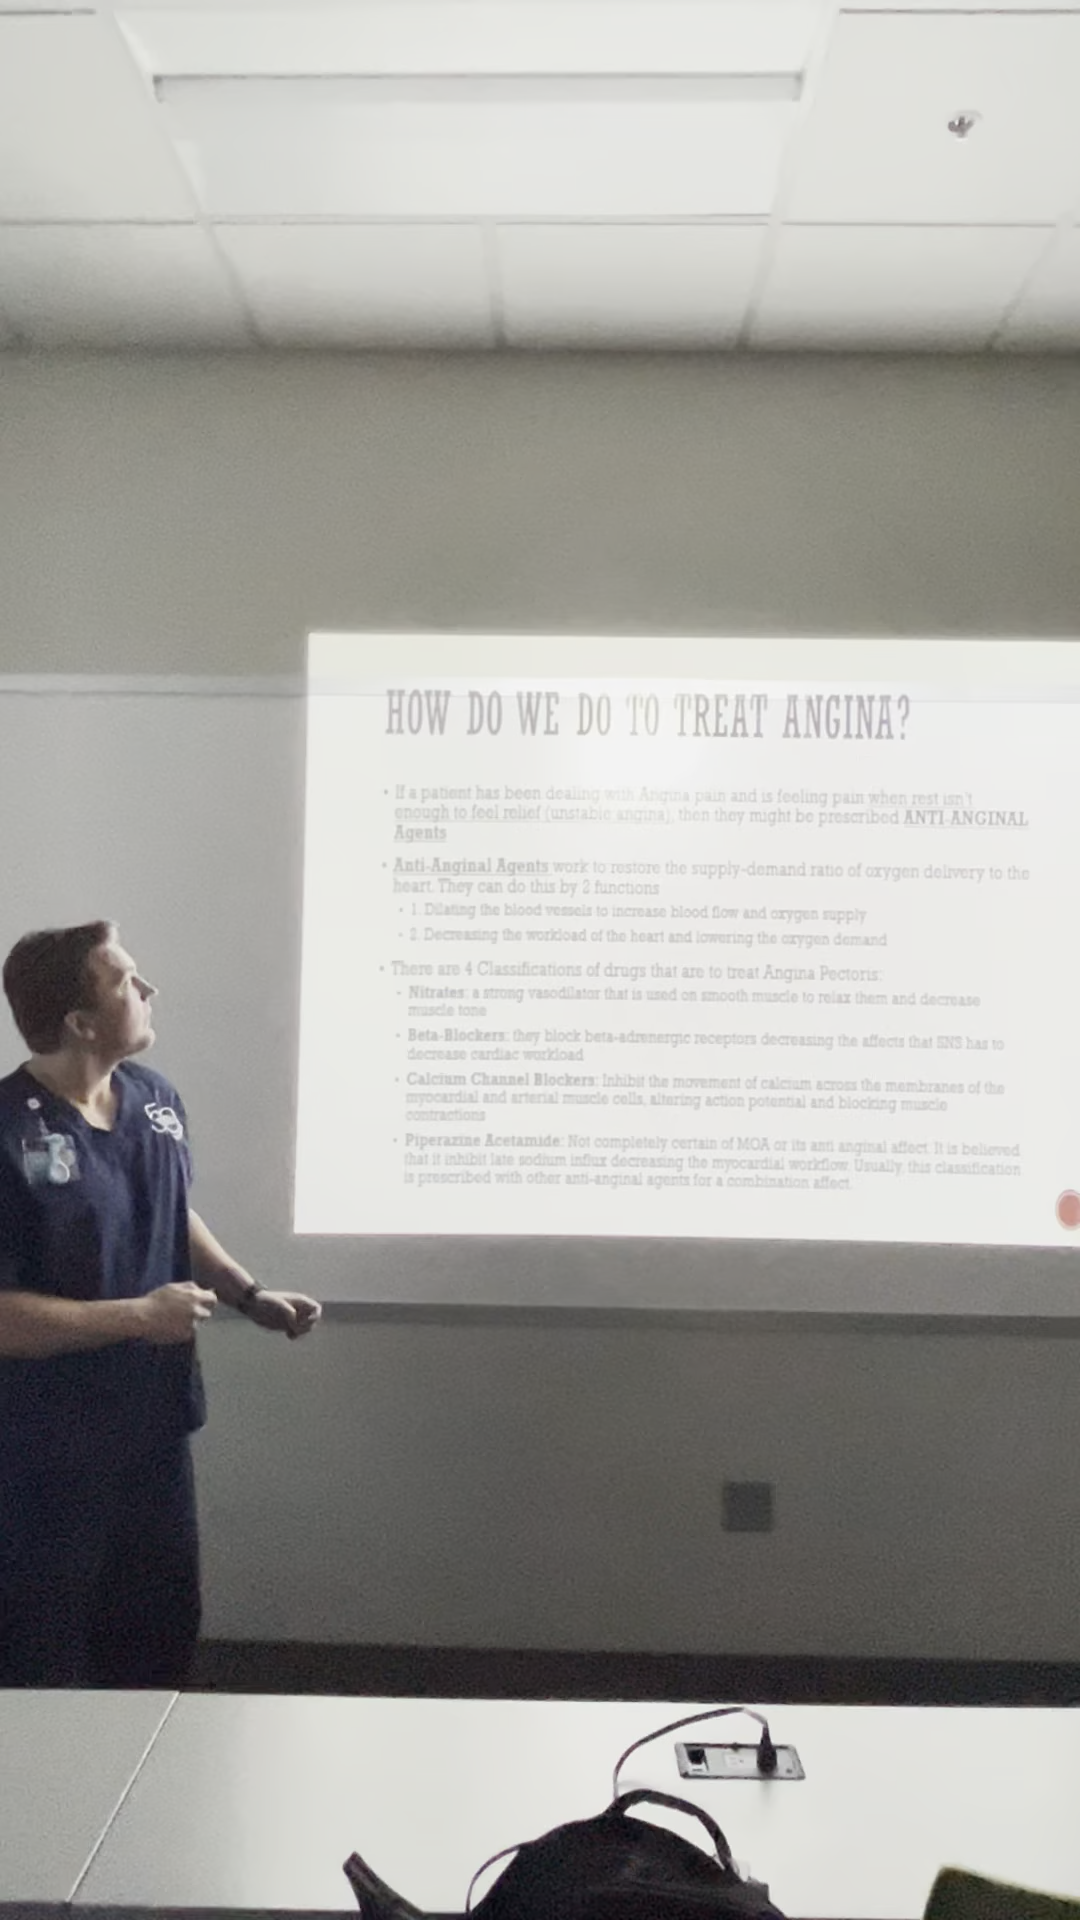 HOW DO WE DO TO TREAT ANGINA?
• If a patient has been dealing with Angina pain and is feeling pain when rest isn't
enough to feel relief (unstable angina), then they might be prescribed ANTI-ANGINAL
Agents
• Anti-Anginal Agents work to restore the supply-demand ratio of oxygen delivery to the
heart. They can do this by 2 functions
• 1. Dilating the blood vessels to increase blood flow and oxygen supply
• 2. Decreasing the workload of the heart and lowering the oxygen demand
• There are 4 Classifications of drugs that are to treat Angina Pectoris:
• Nitrates: a strong vasodilator that is used on smooth muscle to relax them and decrease
muscle tone
• Beta-Blockers: they block beta-adrenergic receptors decreasing the affects that SNS has to
decrease cardiac workload
• Calcium Channel Blockers: Inhibit the movement of calcium across the membranes of the
myocardial and arterial muscle cells, altering action potential and blocking muscle
contractions
• Piperazine Acetamide: Not completely certain of MOA or its anti anginal affect. It is believed
that it inhibit late sodium influx decreasing the myocardial workflow. Usually, this classification
is prescribed with other anti-anginal agents for a combination affect.